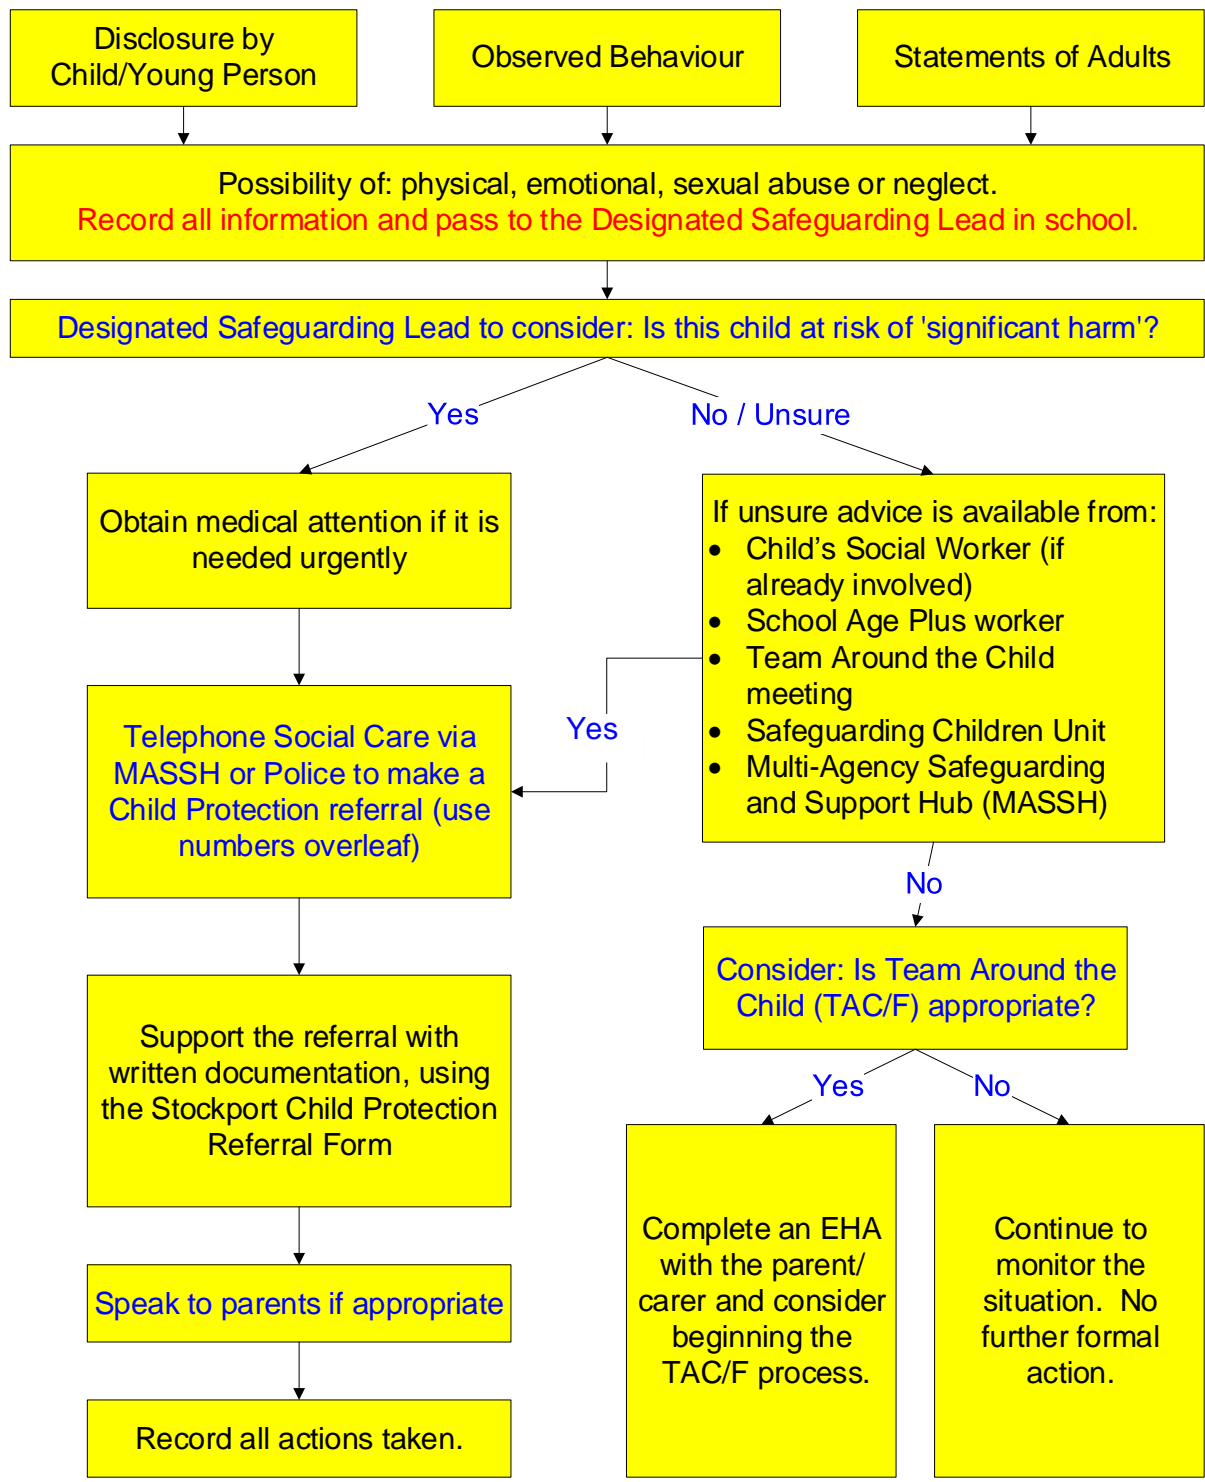 Disclosure by
Child/Young Person
Observed Behaviour
Statements of Adults
Possibility of: physical, emotional, sexual abuse or neglect.
Record all information and pass to the Designated Safeguarding Lead in school.
Designated Safeguarding Lead to consider: Is this child at risk of 'significant harm'?
Yes
No / Unsure
Obtain medical attention if it is
needed urgently
If unsure advice is available from:
• Child’s Social Worker (if
already involved)
• School Age Plus worker
• Team Around the Child
meeting
• Safeguarding Children Unit
• Multi-Agency Safeguarding
and Support Hub (MASSH)
Yes
Telephone Social Care via
MASSH or Police to make a
Child Protection referral (use
numbers overleaf)
No
Consider: Is Team Around the
Child (TAC/F) appropriate?
Support the referral with
written documentation, using
the Stockport Child Protection
Referral Form
Yes
No
Complete an EHA
with the parent/
carer and consider
beginning the
TAC/F process.
Continue to
monitor the
situation.  No
further formal
action.
Speak to parents if appropriate
Record all actions taken.